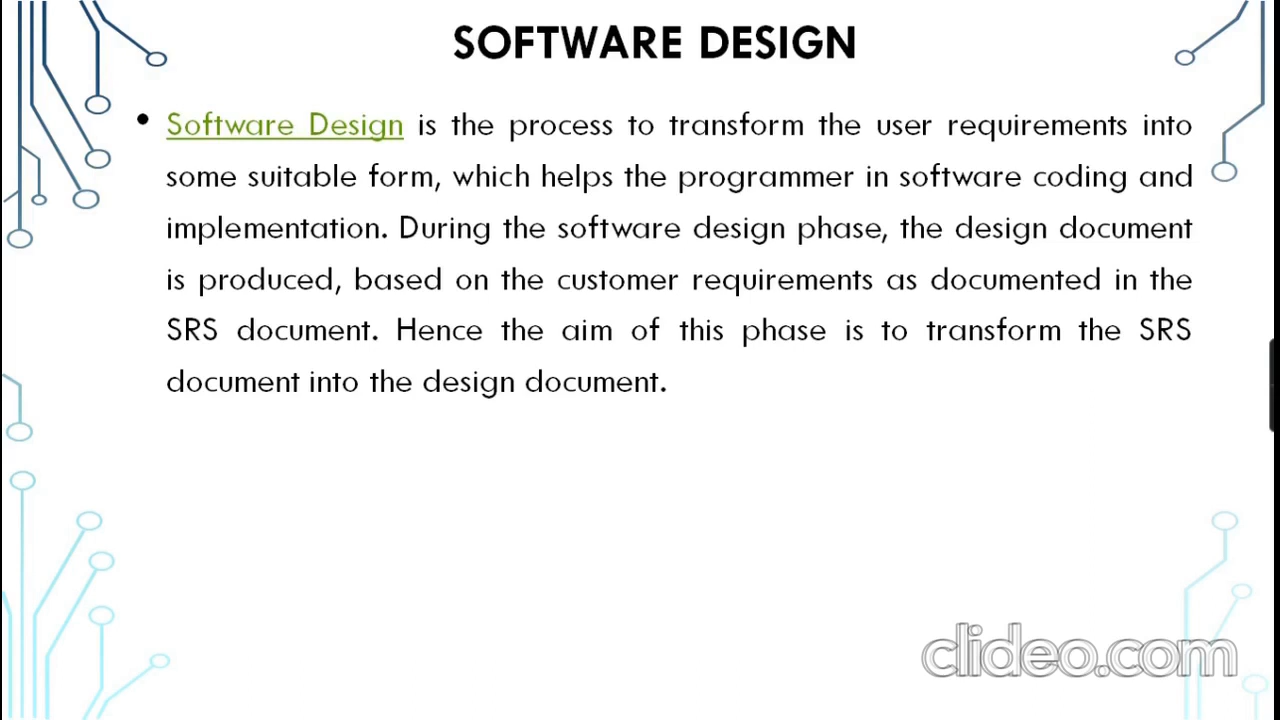 SOFTWARE DESIGN
• Software Design is the process to transform the user requirements into
some suitable form, which helps the programmer in software coding and
implementation. During the software design phase, the design document
is produced, based on the customer requirements as documented in the
SRS document. Hence the aim of this phase is to transform the SRS
document into the design document.
clideo.com